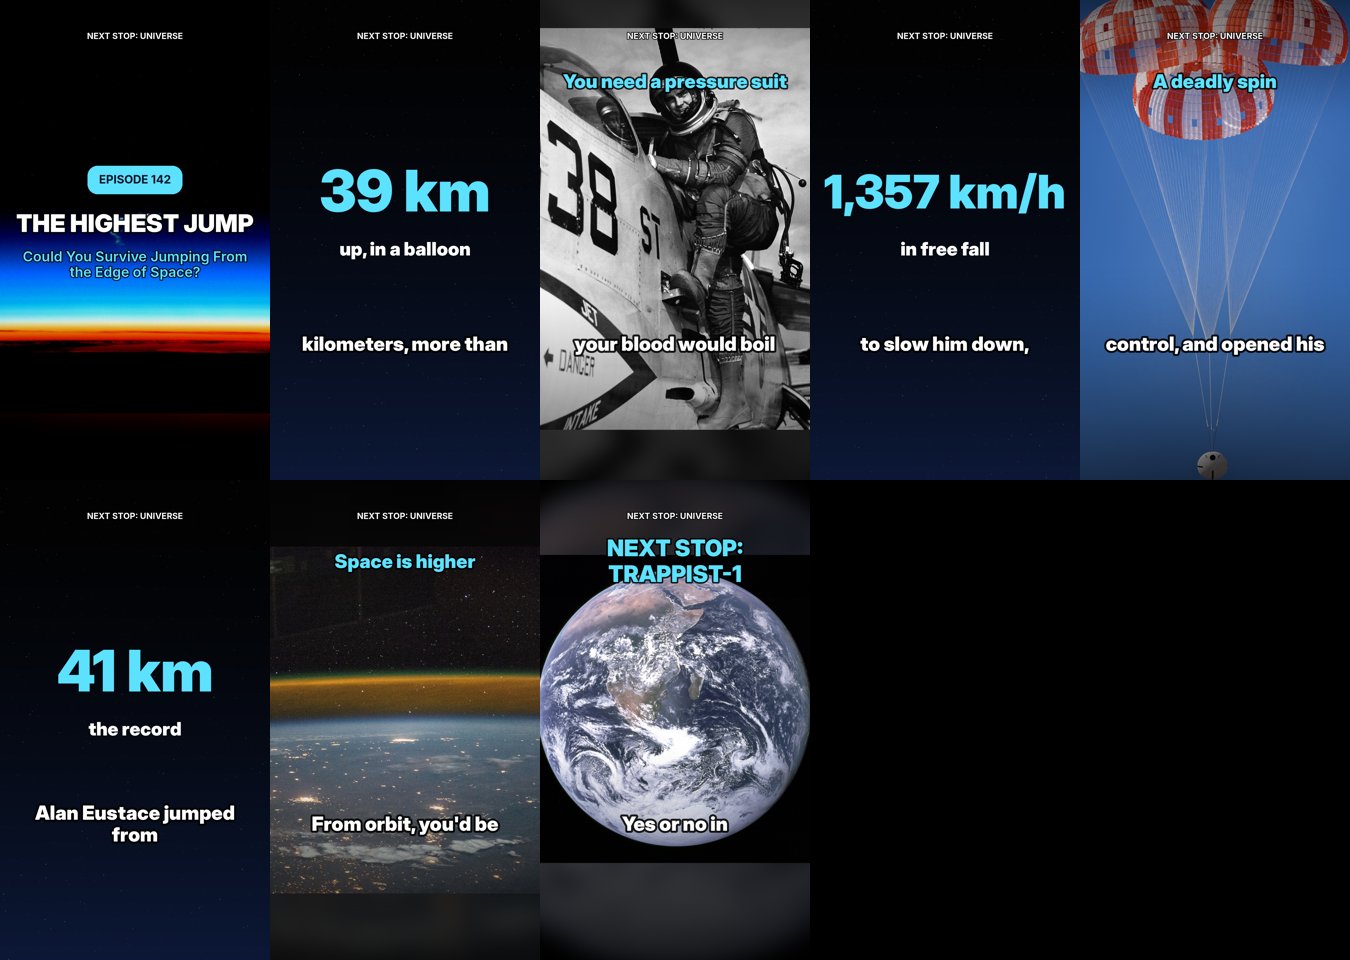 NEXT STOP: UNIVERSE
EPISODE 142
THE HIGHEST JUMP
Could You Survive Jumping From
the Edge of Space?
NEXT STOP: UNIVERSE
39 km
up, in a balloon
kilometers, more than
NEXT STOP: UNIVERSE
You need a pressure suit
38
ST
JET
DANGER
INTAKE
your blood would boil
NEXT STOP: UNIVERSE
1,357 km/h
in free fall
to slow him down,
NEXT STOP: UNIVERSE
A deadly spin
control, and opened his
NEXT STOP: UNIVERSE
41 km
the record
Alan Eustace jumped
from
NEXT STOP: UNIVERSE
Space is higher
From orbit, you'd be
NEXT STOP: UNIVERSE
NEXT STOP:
TRAPPIST-1
Yes or no in